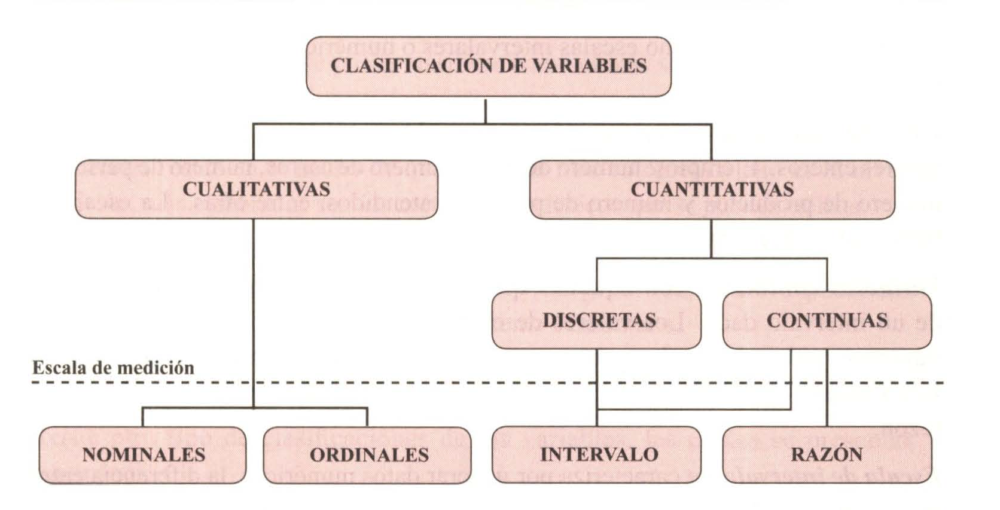 CLASIFICACIÓN DE VARIABLES
CUALITATIVAS
CUANTITATIVAS
DISCRETAS
CONTINUAS
Escala de medición
NOMINALES
ORDINALES
INTERVALO
RAZÓN